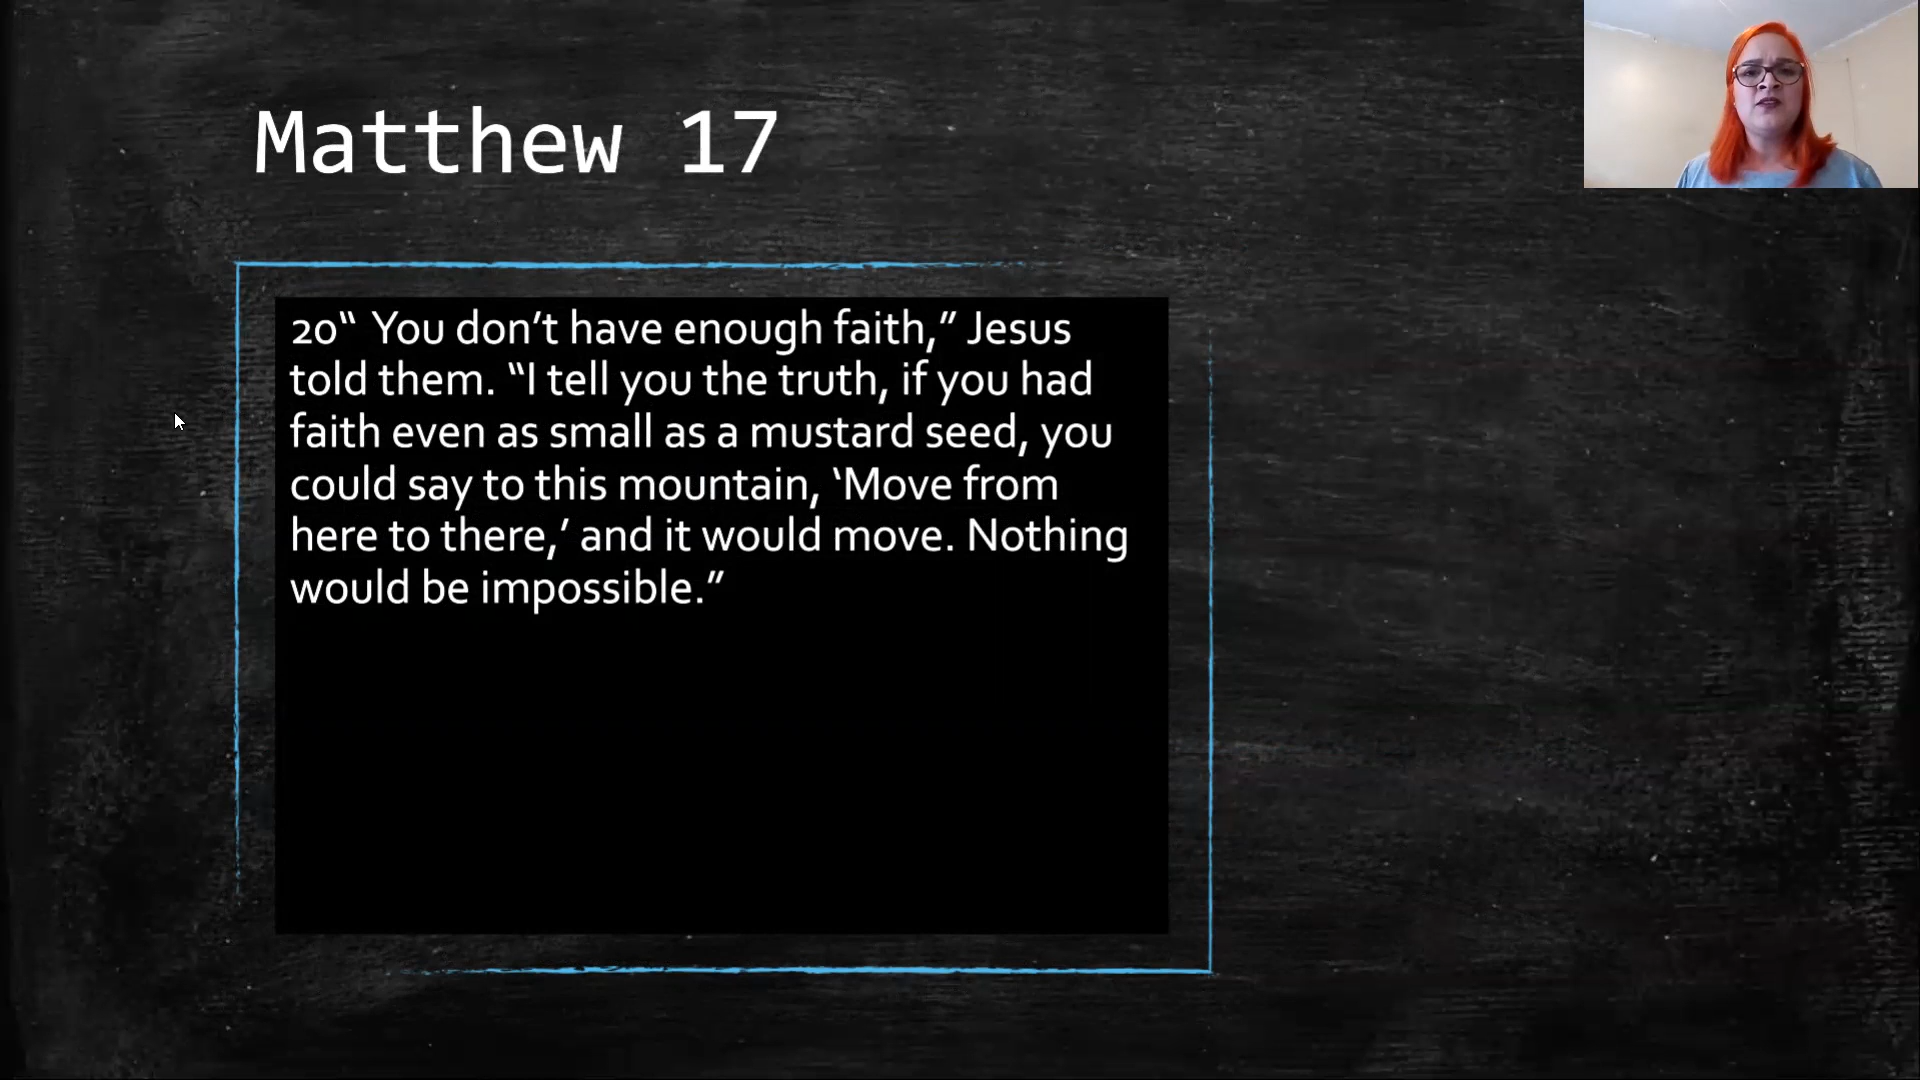 Matthew 17
20“ You don’t have enough faith,” Jesus
told them. “I tell you the truth, if you had
faith even as small as a mustard seed, you
could say to this mountain, ‘Move from
here to there,’ and it would move. Nothing
would be impossible.”